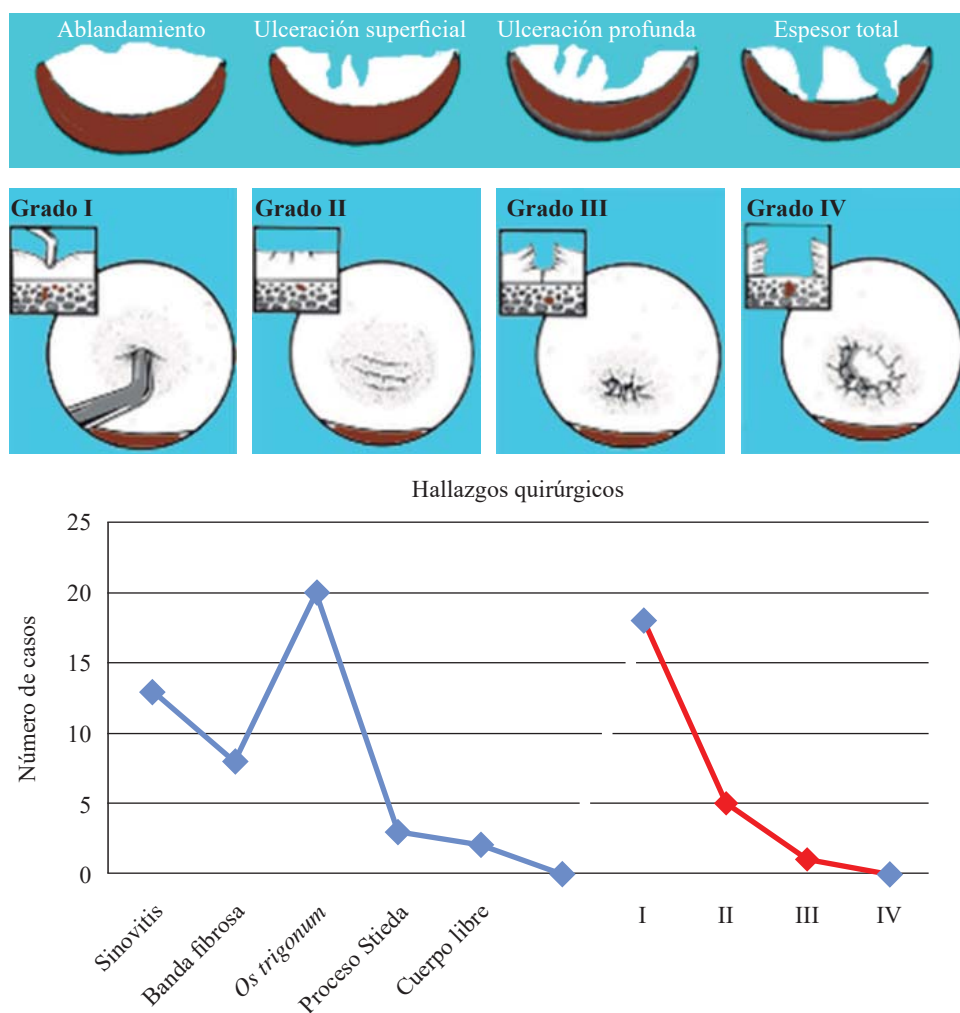 Ablandamiento Ulceración superficial Ulceración profunda Espesor total
Grado I Grado II Grado III Grado IV
Hallazgos quirúrgicos
Número de casos
25
20
15
10
5
0
Sinovitis
Banda fibrosa
Os trigonum
Proceso Stieda
Cuerpo libre
I II III IV